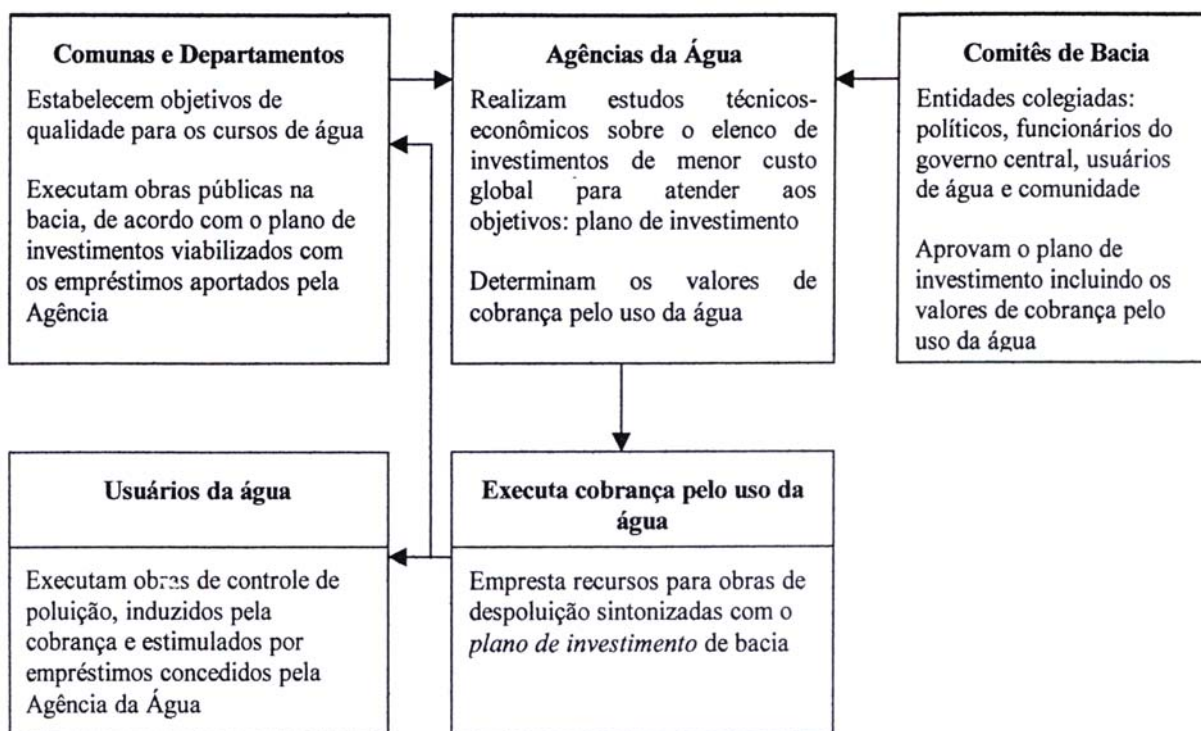 Comunas e Departamentos
Estabelecem objetivos de
qualidade para os cursos de água
Executam obras públicas na
bacia, de acordo com o plano de
investimentos viabilizados com
os empréstimos aportados pela
Agência
Agências da Água
Realizam estudos técnicos-
econômicos sobre o elenco de
investimentos de menor custo
global para atender aos
objetivos: plano de investimento
Determinam os valores de
cobrança pelo uso da água
Comitês de Bacia
Entidades colegiadas:
políticos, funcionários do
governo central, usuários
de água e comunidade
Aprovam o plano de
investimento incluindo os
valores de cobrança pelo
uso da água
Usuários da água
Executam obras de controle de
poluição, induzidos pela
cobrança e estimulados por
empréstimos concedidos pela
Agência da Água
Executa cobrança pelo uso da
água
Empresta recursos para obras de
despoluição sintonizadas com o
plano de investimento de bacia